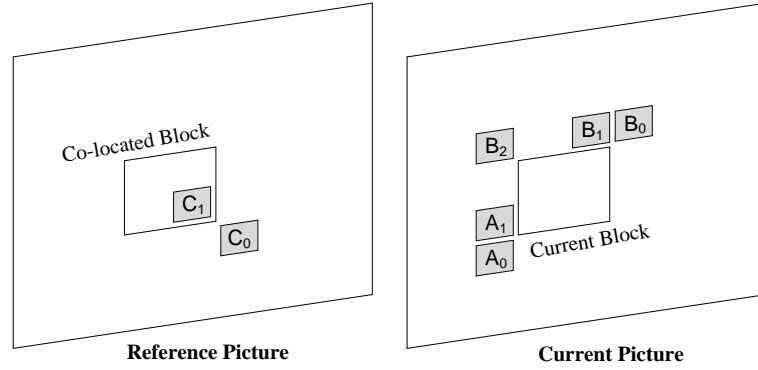 Co-located Block
C₁
C₀
Reference Picture
B₂
B₁
B₀
A₁
A₀
Current Block
Current Picture